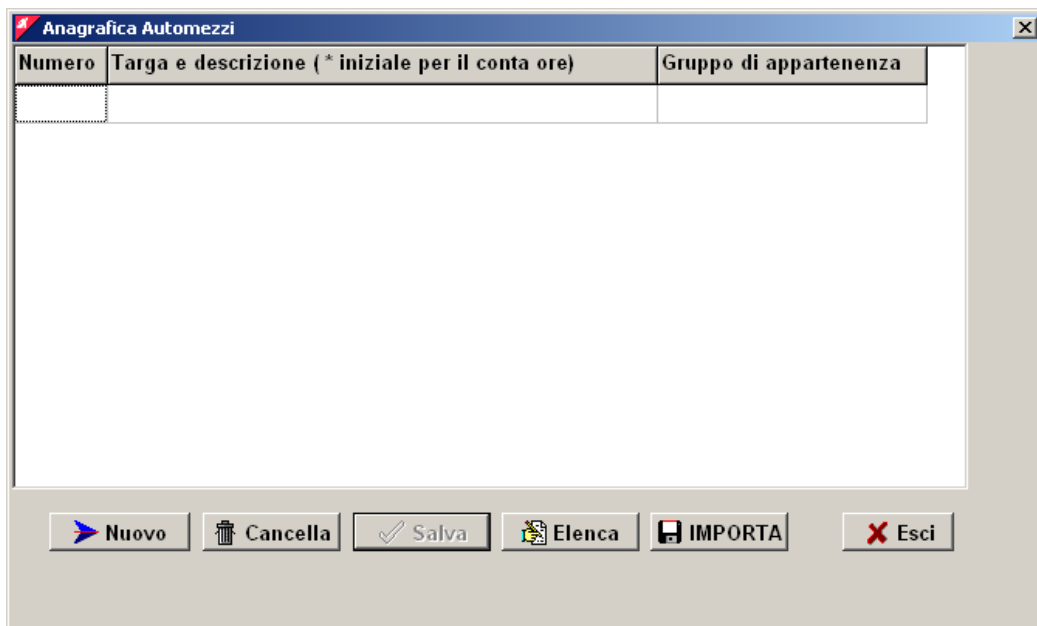 Anagrafica Automezzi
Numero Targa e descrizione ( * iniziale per il conta ore) Gruppo di appartenenza
Nuovo Cancella Salva Elenca IMPORTA Esci